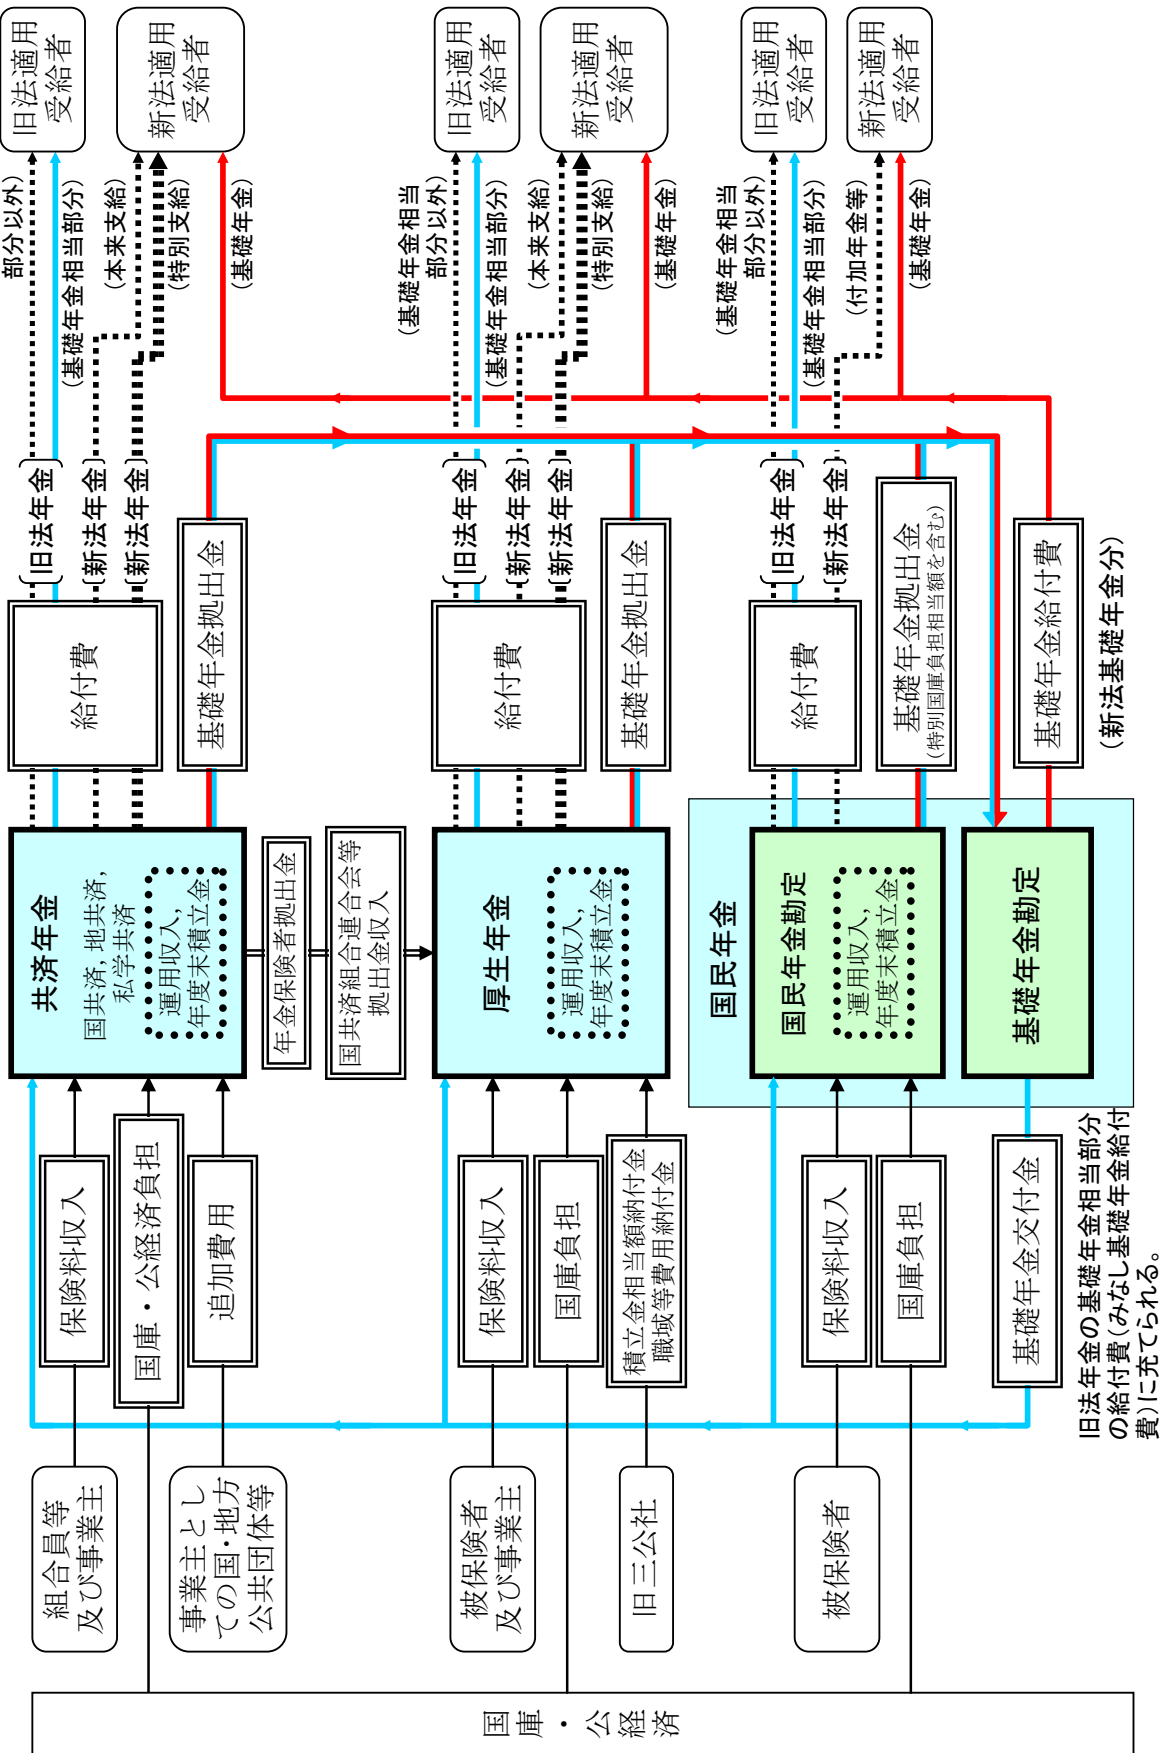 国庫・公経済
組合員等
及び事業主
事業主とし
ての国・地方
公共団体等
被保険者
及び事業主
旧三公社
被保険者
保険料収入
国庫・公経済負担
追加費用
保険料収入
国庫負担
積立金相当額納付金
職域等費用納付金
保険料収入
国庫負担
基礎年金交付金
旧法年金の基礎年金相当部分
の給付費(みなし基礎年金給付
費)に充てられる。
共済年金
国共済，地共済，
私学共済
運用収入，
年度末積立金
年金保険者拠出金
国共済組合連合会等
拠出金収入
厚生年金
運用収入，
年度末積立金
国民年金
国民年金勘定
運用収入，
年度末積立金
基礎年金勘定
給付費
基礎年金拠出金
給付費
基礎年金拠出金
給付費
基礎年金拠出金
(特別国庫負担相当額を含む)
基礎年金給付費
(新法基礎年金分)
旧法年金
新法年金
新法年金
旧法年金
新法年金
新法年金
旧法年金
新法年金
部分以外)
(基礎年金相当部分)
(本来支給)
(特別支給)
(基礎年金)
(基礎年金相当
部分以外)
(基礎年金相当部分)
(本来支給)
(特別支給)
(基礎年金)
(基礎年金相当
部分以外)
(基礎年金相当部分)
(付加年金等)
(基礎年金)
旧法適用
受給者
新法適用
受給者
旧法適用
受給者
新法適用
受給者
旧法適用
受給者
新法適用
受給者